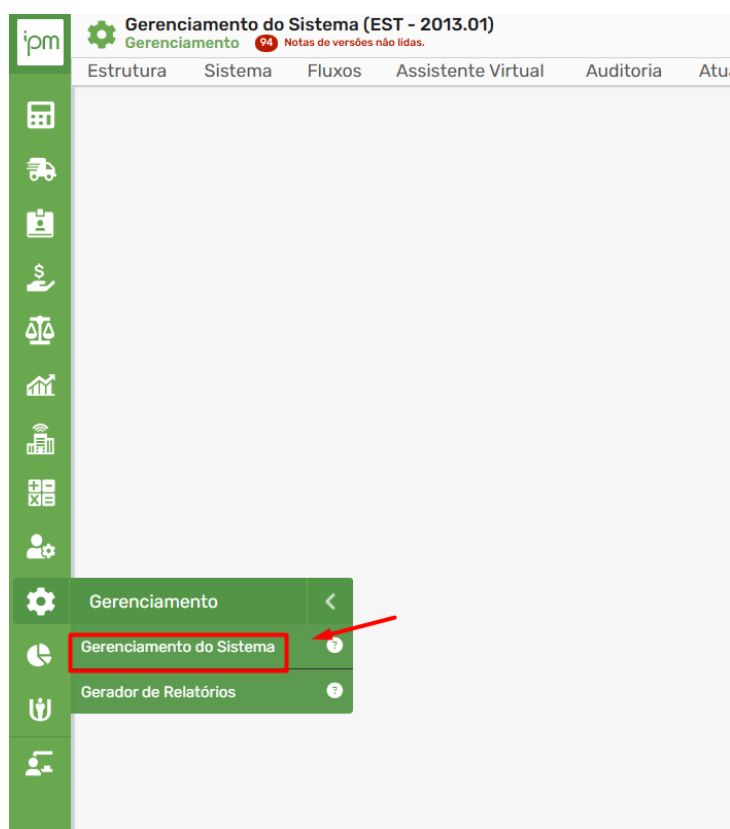 ipm
Gerenciamento do Sistema (EST - 2013.01)
Gerenciamento 94 Notas de versões não lidas.
Estrutura Sistema Fluxos Assistente Virtual Auditoria Atu
Gerenciamento
Gerenciamento do Sistema ?
Gerador de Relatórios ?